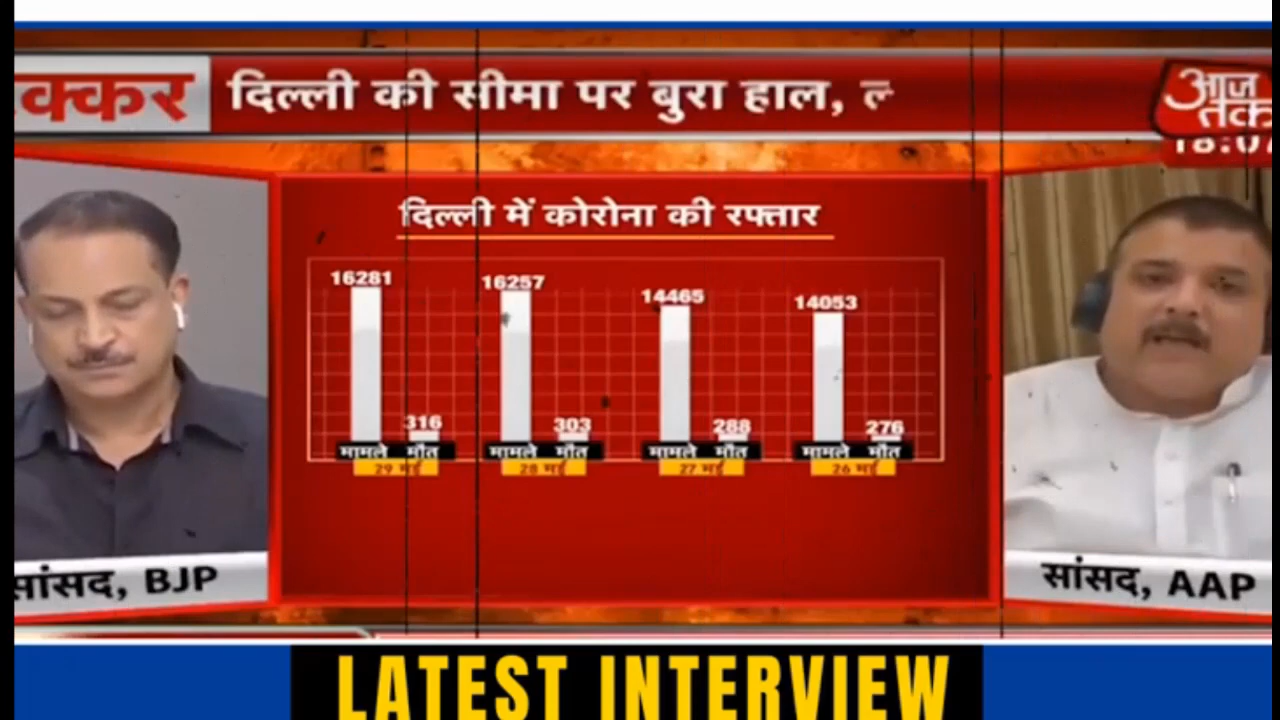 क्कर
दिल्ली की सीमा पर बुरा हाल,
आज
तक
दिल्ली में कोरोना की रफ्तार
16281 16257 14465 14053
316 303 288 276
मामले मौत मामले मौत मामले मौत मामले मौत
29 मई 28 मई 27 मई 26 मई
सांसद, BJP
सांसद, AAP
LATEST INTERVIEW